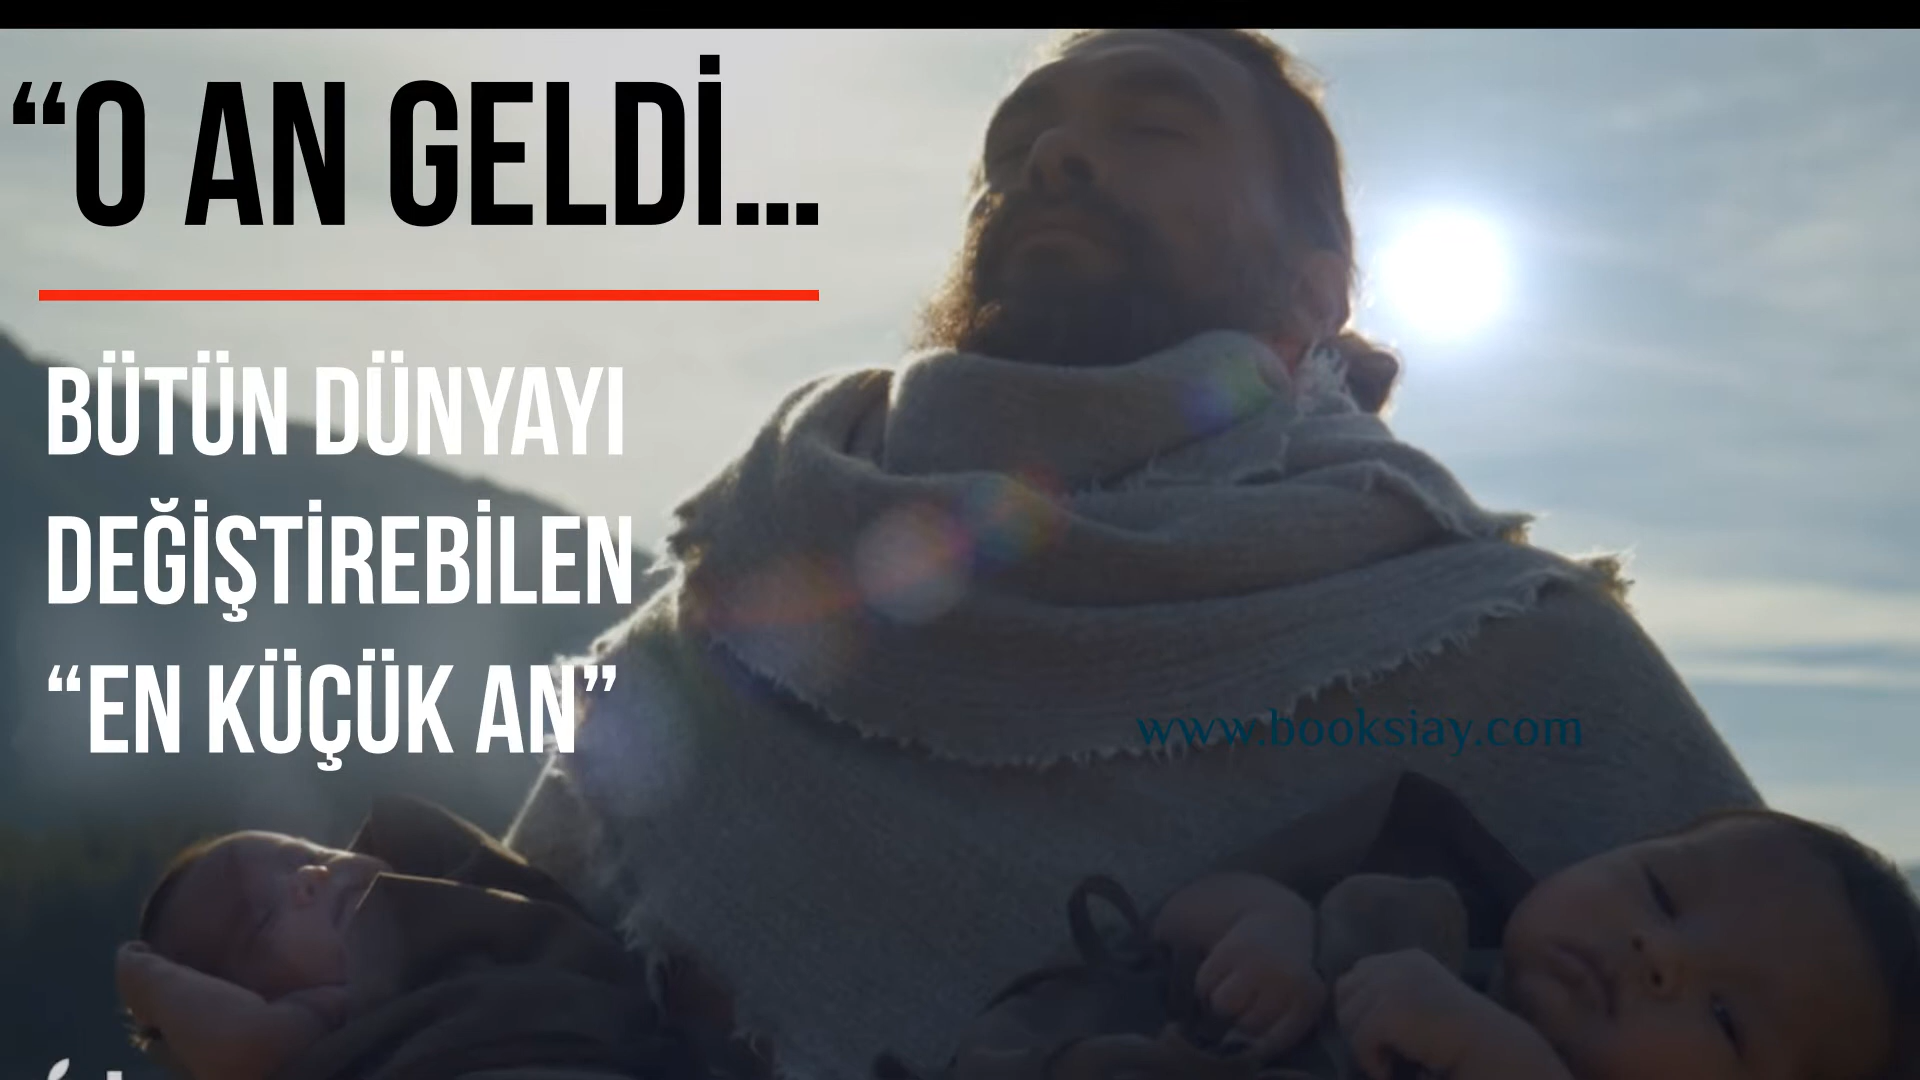 “O AN GELDİ...
BÜTÜN DÜNYAYI
DEĞİŞTİREBİLEN
“EN KÜÇÜK AN”
www.booksiay.com